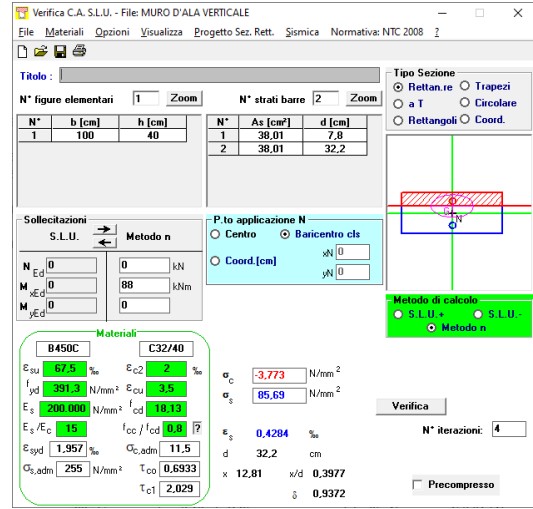 Verifica C.A. S.L.U. - File: MURO D'ALA VERTICALE
File Materiali Opzioni Visualizza Progetto Sez. Rett. Sismica Normativa: NTC 2008 ?
Titolo :
N° figure elementari 1 Zoom N° strati barre 2 Zoom
N° b [cm] h [cm]
1 100 40
N° As [cm²] d [cm]
1 38,01 7,8
2 38,01 32,2
Tipo Sezione
Rettan.re Trapezi
a T Circolare
Rettangoli Coord.
G N
Sollecitazioni
S.L.U. Metodo n
N Ed 0 0 kN
M xEd 0 88 kNm
M yEd 0 0
P.to applicazione N
Centro Baricentro cls
Coord.[cm] xN 0
yN 0
Metodo di calcolo
S.L.U.+ S.L.U.-
Metodo n
Materiali
B450C C32/40
εsu 67,5 ‰ εc2 2 ‰
fyd 391,3 N/mm² εcu 3,5
Es 200.000 N/mm² fcd 18,13
Es/Ec 15 fcc/fcd 0,8 ?
εsyd 1,957 ‰ σc,adm 11,5
σs,adm 255 N/mm² τco 0,6933
τc1 2,029
σc -3,773 N/mm²
σs 85,69 N/mm²
εs 0,4284 ‰
d 32,2 cm
x 12,81 x/d 0,3977
δ 0,9372
Verifica
N° iterazioni: 4
Precompresso